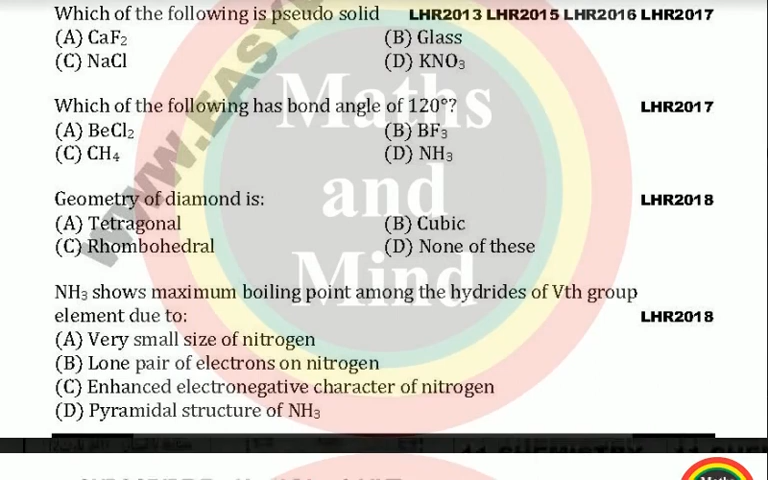 Which of the following is pseudo solid LHR2013 LHR2015 LHR2016 LHR2017
(A) CaF₂ (B) Glass
(C) NaCl (D) KNO₃
Which of the following has bond angle of 120°? LHR2017
(A) BeCl₂ (B) BF₃
(C) CH₄ (D) NH₃
Geometry of diamond is: LHR2018
(A) Tetragonal (B) Cubic
(C) Rhombohedral (D) None of these
NH₃ shows maximum boiling point among the hydrides of Vth group
element due to: LHR2018
(A) Very small size of nitrogen
(B) Lone pair of electrons on nitrogen
(C) Enhanced electronegative character of nitrogen
(D) Pyramidal structure of NH₃
Maths
and
Mind
Maths